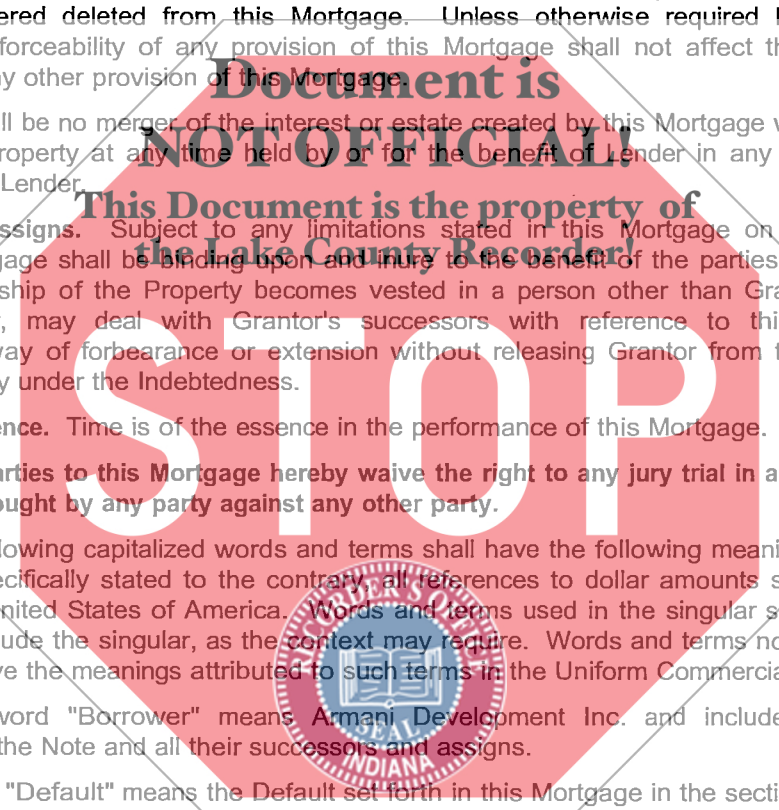 ered deleted from this Mortgage. Unless otherwise required
forceability of any provision of this Mortgage shall not affect th
ny other provision of this Mortgage.
Document is
ll be no merger of the interest or estate created by this Mortgage
NOT OFFICIAL!
roperty at any time held by or for the benefit of Lender in any
Lender.
This Document is the property of
ssigns. Subject to any limitations stated in this Mortgage on
the Lake County Recorder!
gage shall be binding upon and inure to the benefit of the parties
ship of the Property becomes vested in a person other than Gra
, may deal with Grantor's successors with reference to thi
way of forbearance or extension without releasing Grantor from t
y under the Indebtedness.
STOP
ence. Time is of the essence in the performance of this Mortgage.
arties to this Mortgage hereby waive the right to any jury trial in a
ought by any party against any other party.
lowing capitalized words and terms shall have the following meani
ecifically stated to the contrary, all references to dollar amounts s
nited States of America. Words and terms used in the singular s
ude the singular, as the context may require. Words and terms no
ve the meanings attributed to such terms in the Uniform Commercia
RECORDER'S OFFICE
SEAL
INDIANA
word "Borrower" means Armani Development Inc. and include
the Note and all their successors and assigns.
"Default" means the Default set forth in this Mortgage in the secti